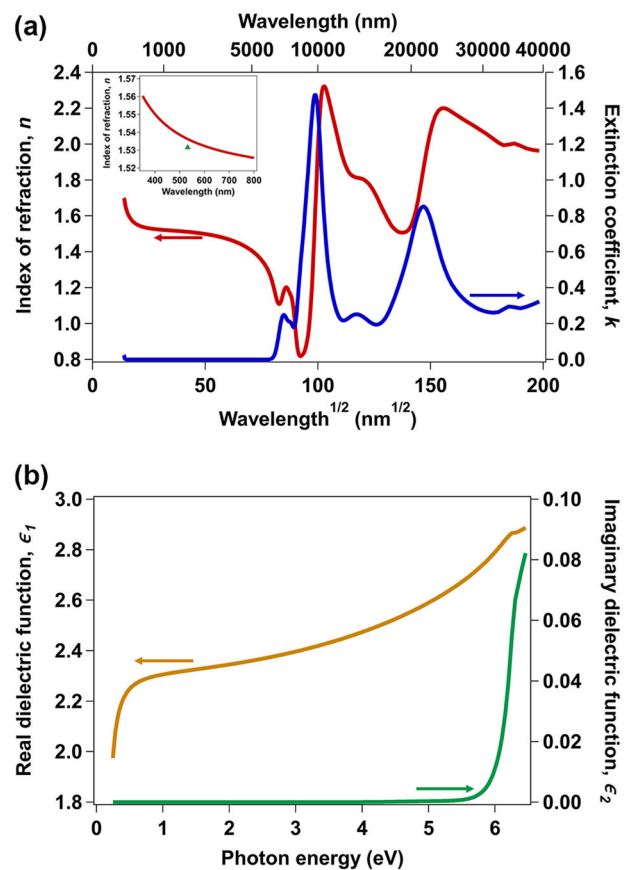 (a)
Wavelength (nm)
0 1000 5000 10000 20000 30000 40000
Index of refraction, n
2.4
2.2
2.0
1.8
1.6
1.4
1.2
1.0
0.8
Index of refraction, n
1.57
1.56
1.55
1.54
1.53
1.52
400 500 600 700 800
Wavelength (nm)
1.6
1.4
1.2
1.0
0.8
0.6
0.4
0.2
0.0
Extinction coefficient, k
0 50 100 150 200
Wavelength^1/2 (nm^1/2)
(b)
Real dielectric function, ϵ1
3.0
2.8
2.6
2.4
2.2
2.0
1.8
0.10
0.08
0.06
0.04
0.02
0.00
Imaginary dielectric function, ϵ2
0 1 2 3 4 5 6
Photon energy (eV)